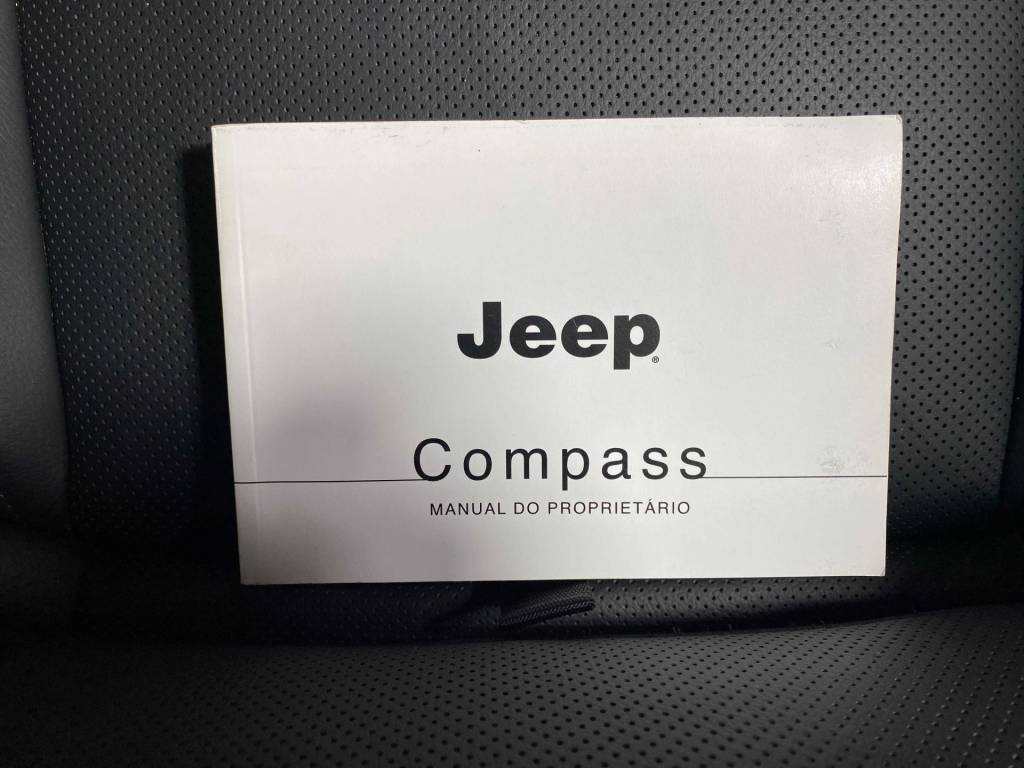 Jeep®
Compass
MANUAL DO PROPRIETÁRIO